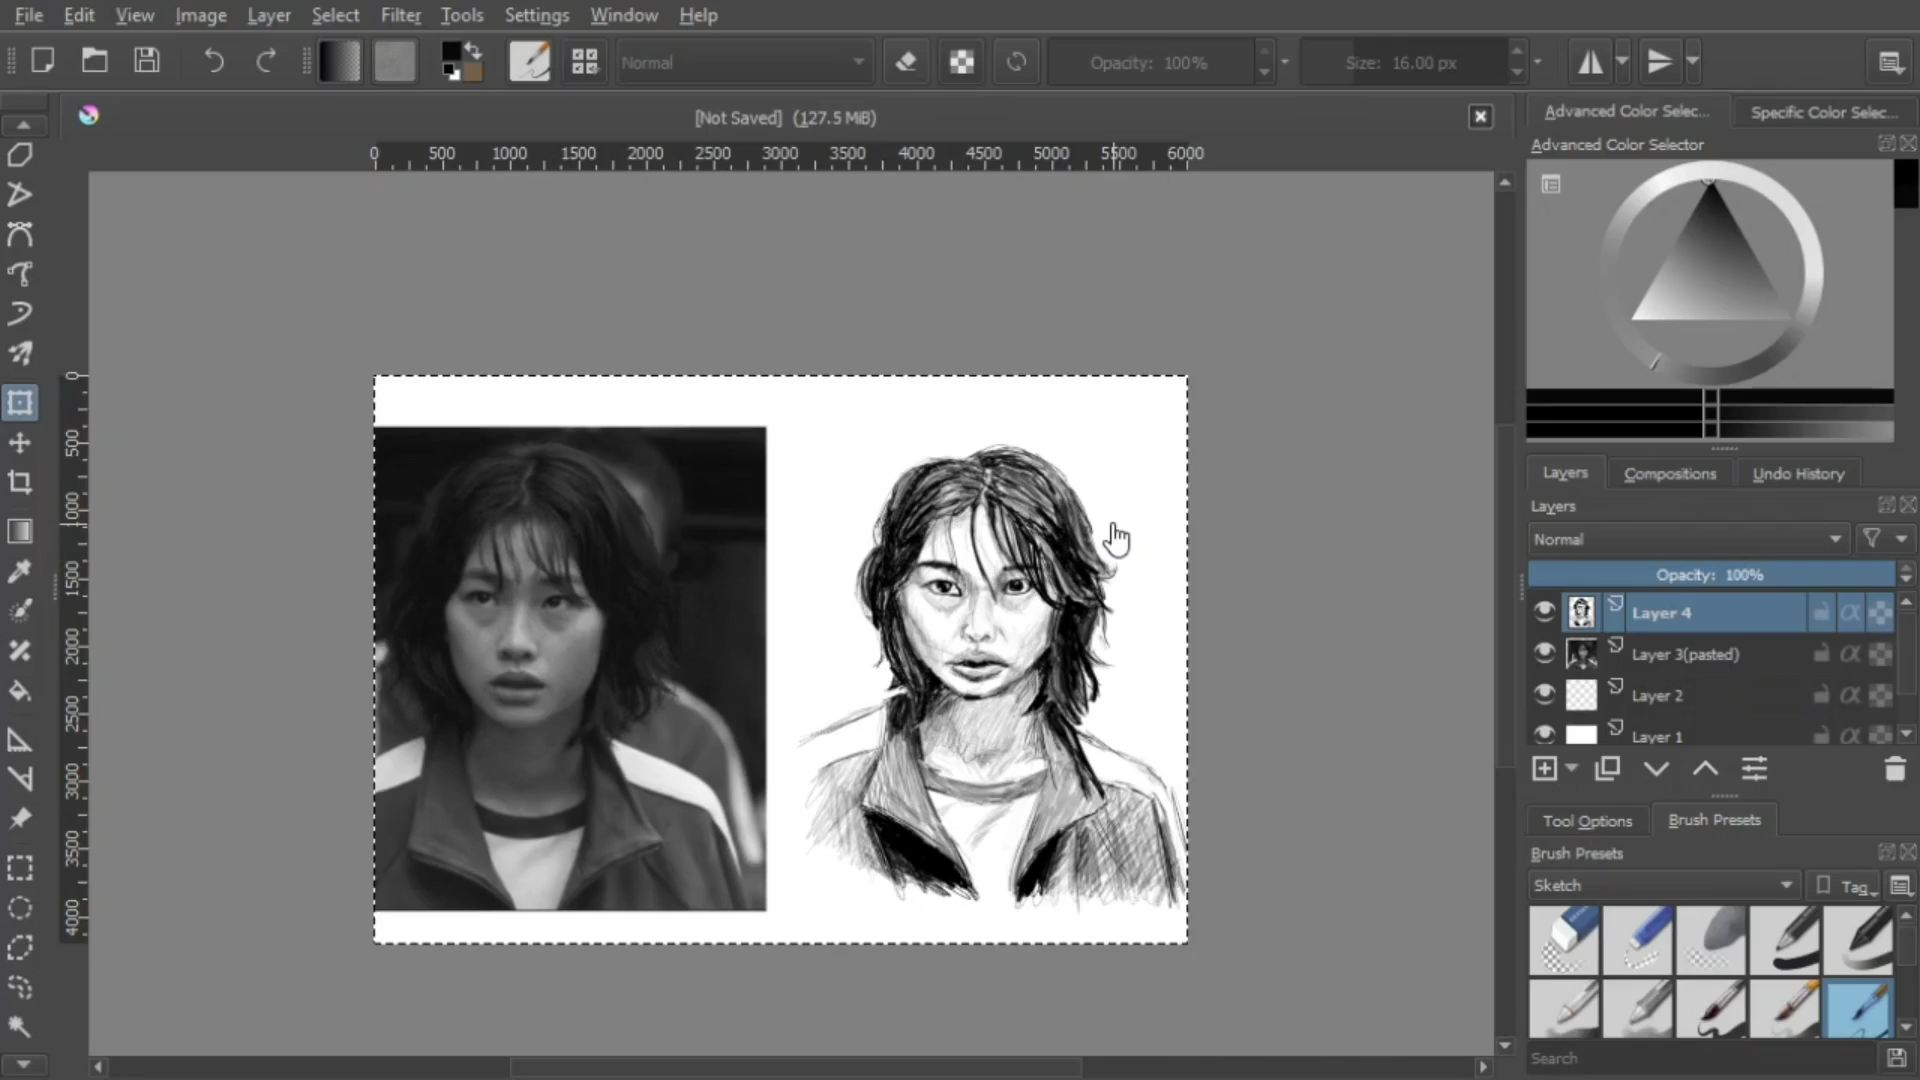 File Edit View Image Layer Select Filter Tools Settings Window Help
Normal Opacity: 100% Size: 16.00 px
[Not Saved] (127.5 MiB)
Advanced Color Selec... Specific Color Selec...
Advanced Color Selector
0 500 1000 1500 2000 2500 3000 3500 4000 4500 5000 5500 6000
0
500
1000
1500
2000
2500
3000
3500
4000
Layers Compositions Undo History
Layers
Normal
Opacity: 100%
Layer 4
Layer 3(pasted)
Layer 2
Layer 1
Tool Options Brush Presets
Brush Presets
Sketch Tag
Search